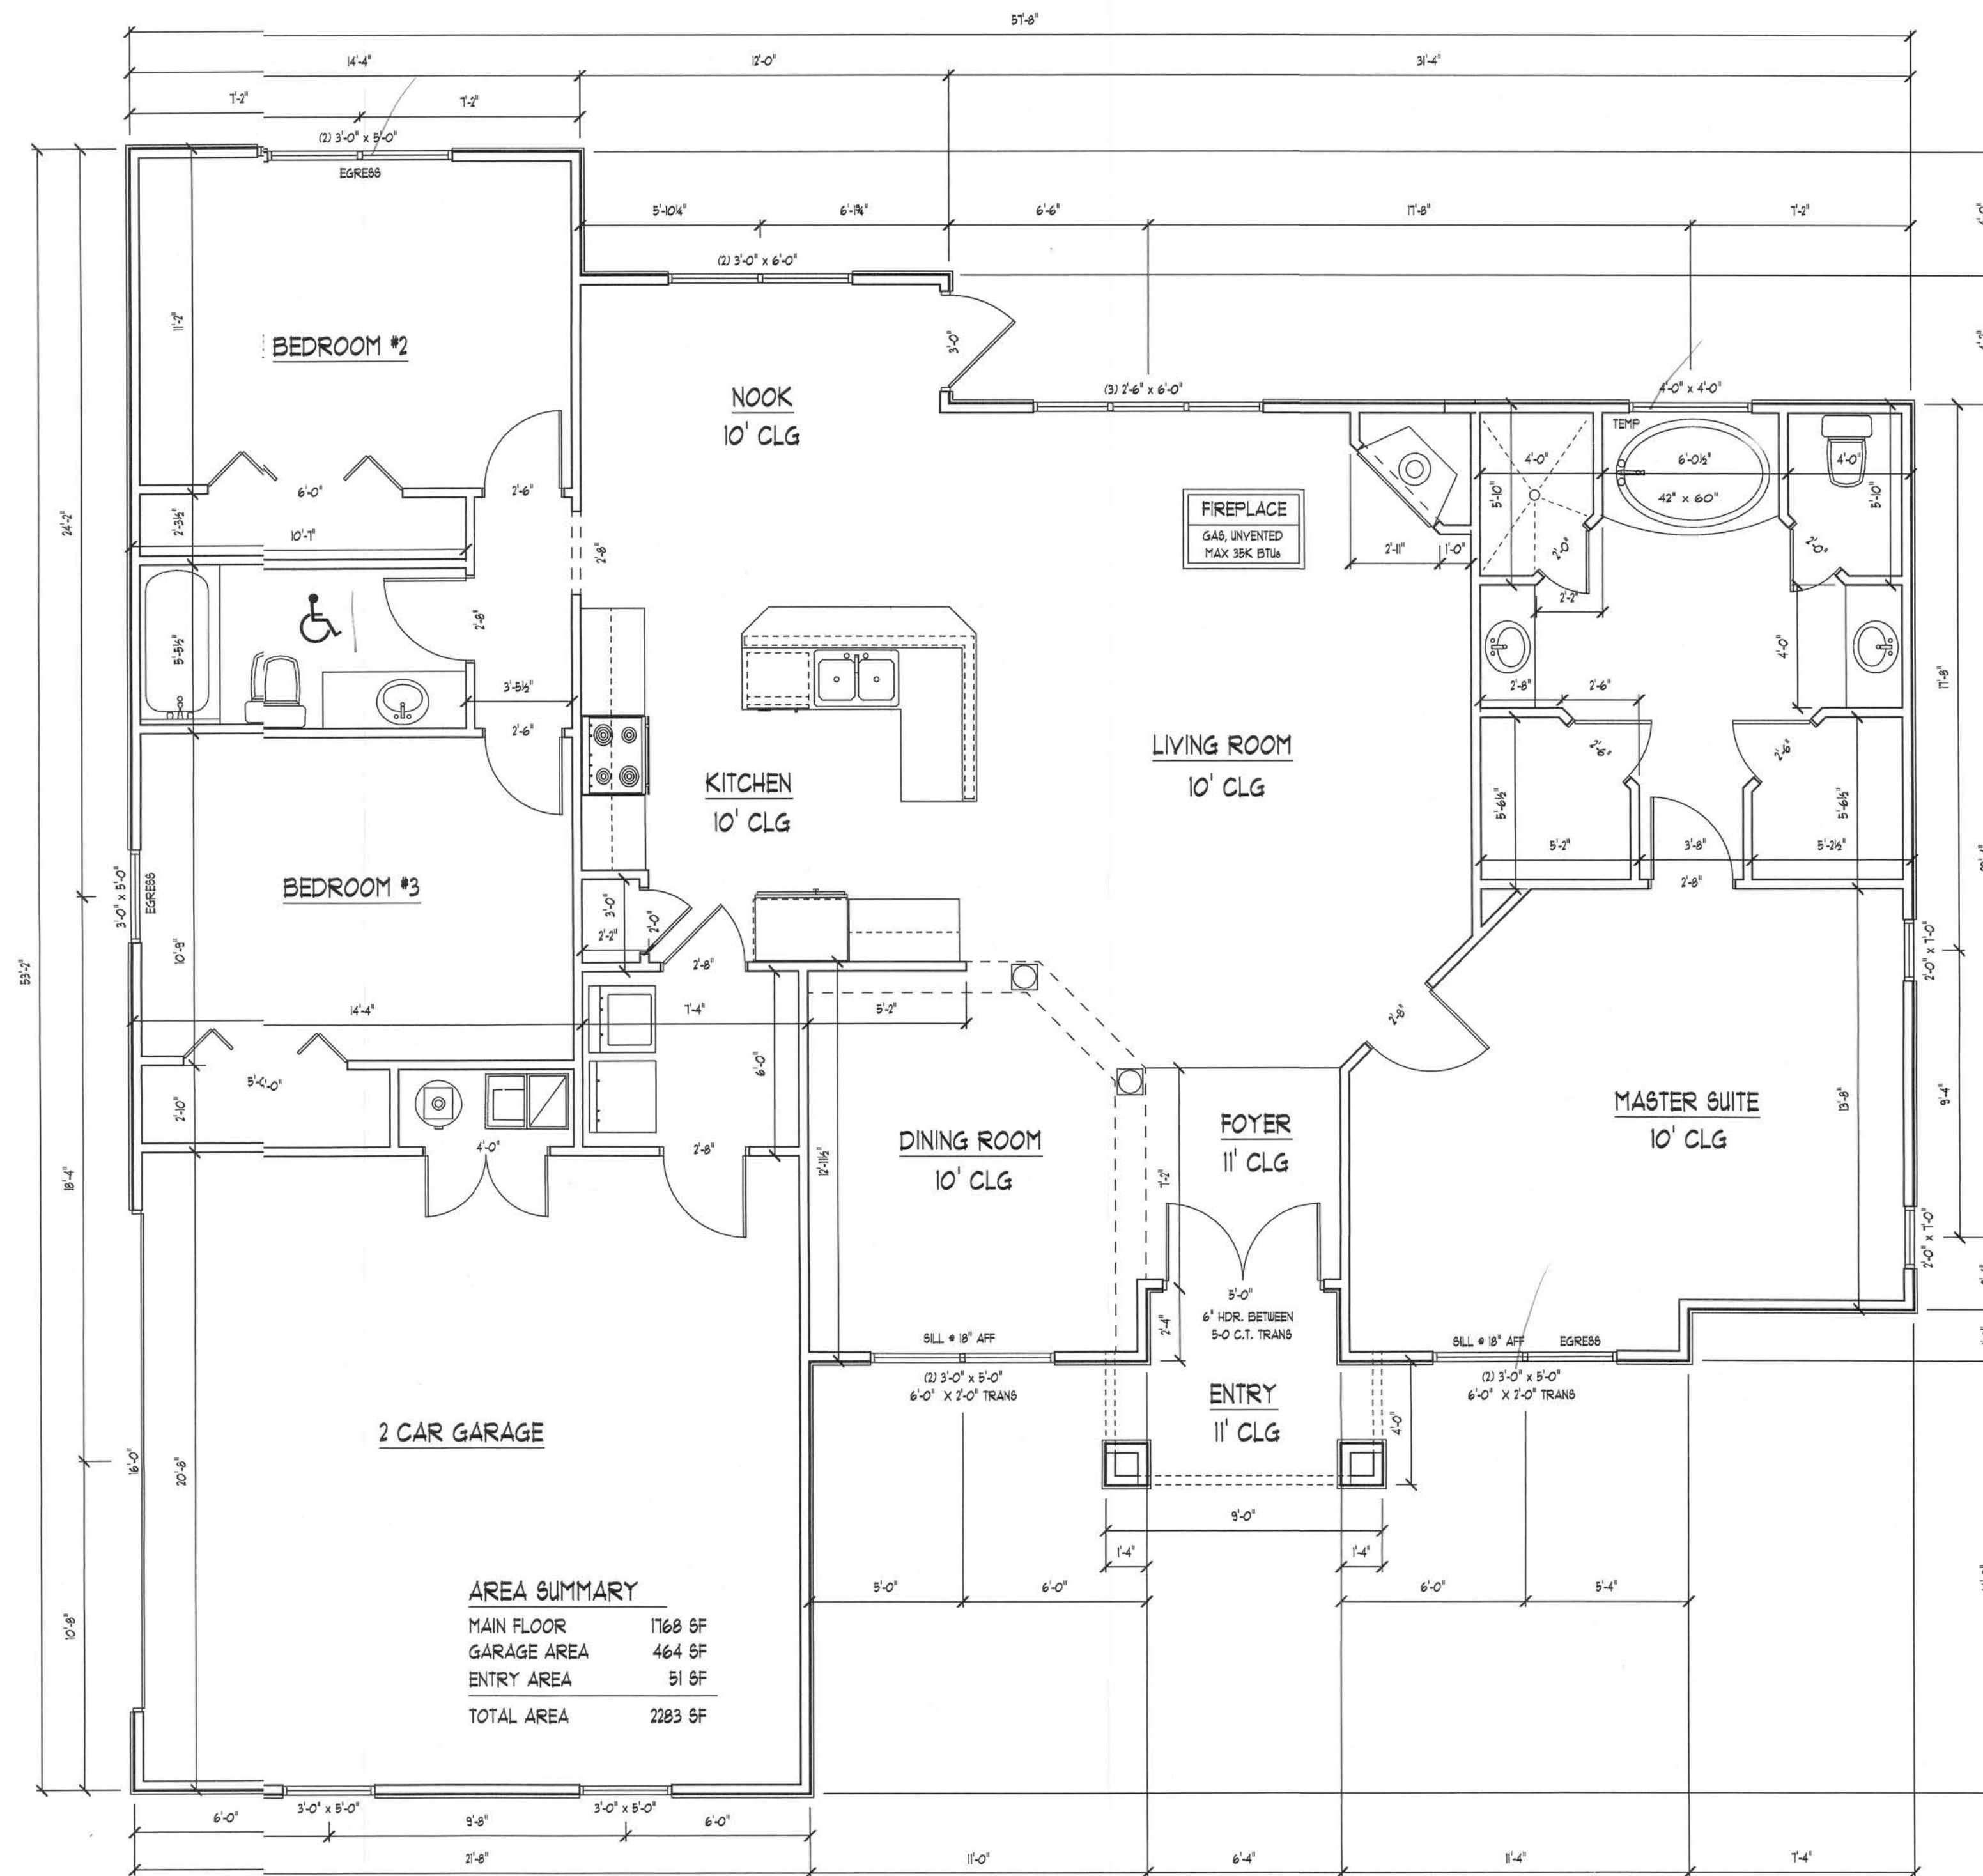 57'-8"
14'-4"
12'-0"
31'-4"
7'-2"
7'-2"
(2) 3'-0" x 5'-0"
EGRESS
5'-10¼"
6'-1¾"
6'-6"
17'-8"
7'-2"
(2) 3'-0" x 6'-0"
11'-2"
BEDROOM #2
3'-0"
NOOK
10' CLG
(3) 2'-6" x 6'-0"
4'-0" x 4'-0"
TEMP
4'-0"
6'-0½"
4'-0"
42" x 60"
5'-10"
5'-10"
6'-0"
2'-6"
2'-3½"
10'-7"
2'-8"
24'-2"
FIREPLACE
GAS, UNVENTED
MAX 35K BTUs
2'-11"
1'-0"
2'-0"
2'-0"
2'-2"
5'-5½"
2'-8"
4'-0"
3'-5½"
2'-6"
2'-8"
2'-6"
17'-8"
LIVING ROOM
10' CLG
KITCHEN
10' CLG
2'-6"
2'-6"
5'-6½"
5'-6½"
5'-2"
3'-8"
5'-2½"
2'-8"
3'-0" x 5'-0"
EGRESS
BEDROOM #3
3'-0"
2'-2"
2'-0"
10'-9"
53'-2"
2'-8"
2'-0" x 7'-0"
14'-4"
7'-4"
5'-2"
2'-8"
6'-0"
5'-
2'-10"
4'-0"
2'-8"
18'-4"
12'-11½"
DINING ROOM
10' CLG
7'-2"
FOYER
11' CLG
MASTER SUITE
10' CLG
13'-8"
9'-4"
2'-0" x 7'-0"
5'-0"
6" HDR. BETWEEN
5-0 C.T. TRANS
2'-4"
SILL @ 18" AFF
SILL @ 18" AFF
EGRESS
(2) 3'-0" x 5'-0"
6'-0" X 2'-0" TRANS
(2) 3'-0" x 5'-0"
6'-0" X 2'-0" TRANS
ENTRY
11' CLG
4'-0"
2 CAR GARAGE
16'-0"
20'-8"
9'-0"
1'-4"
1'-4"
5'-0"
6'-0"
6'-0"
5'-4"
10'-8"
AREA SUMMARY
MAIN FLOOR 1768 SF
GARAGE AREA 464 SF
ENTRY AREA 51 SF
TOTAL AREA 2283 SF
3'-0" x 5'-0"
3'-0" x 5'-0"
6'-0"
9'-8"
6'-0"
21'-8"
11'-0"
6'-4"
11'-4"
7'-4"